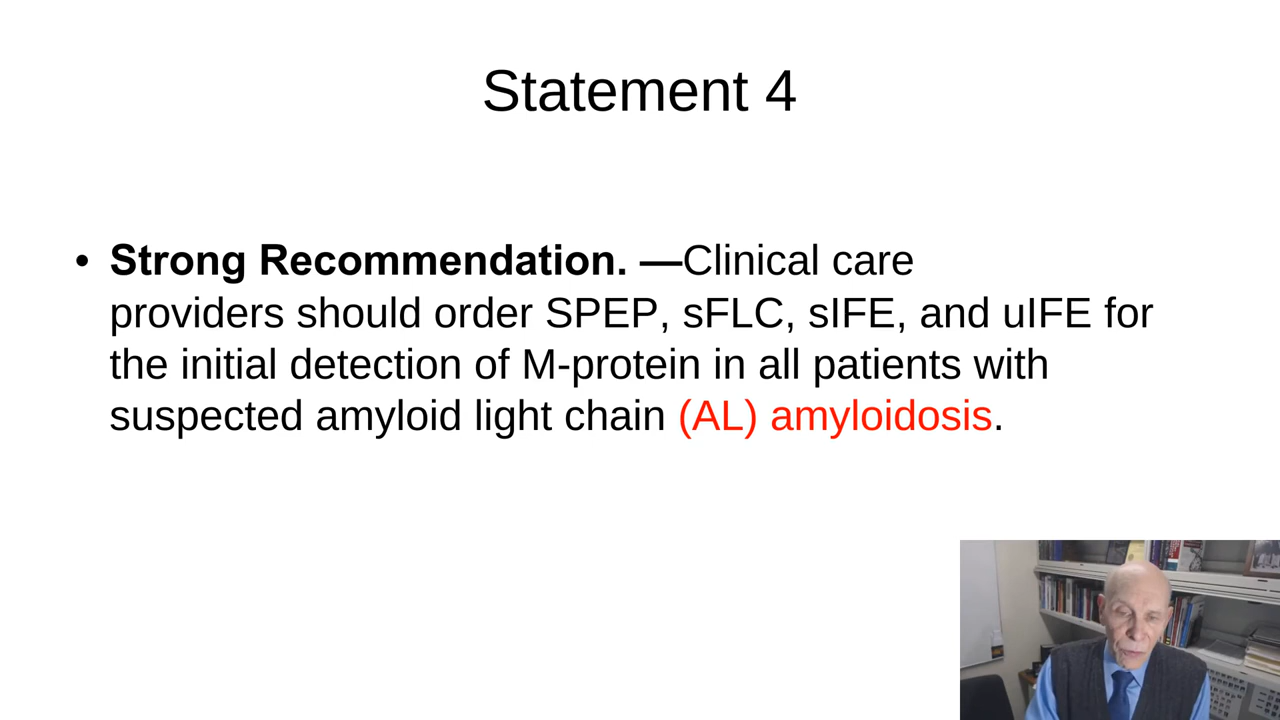 Statement 4
• Strong Recommendation. —Clinical care
providers should order SPEP, sFLC, sIFE, and uIFE for
the initial detection of M-protein in all patients with
suspected amyloid light chain (AL) amyloidosis.